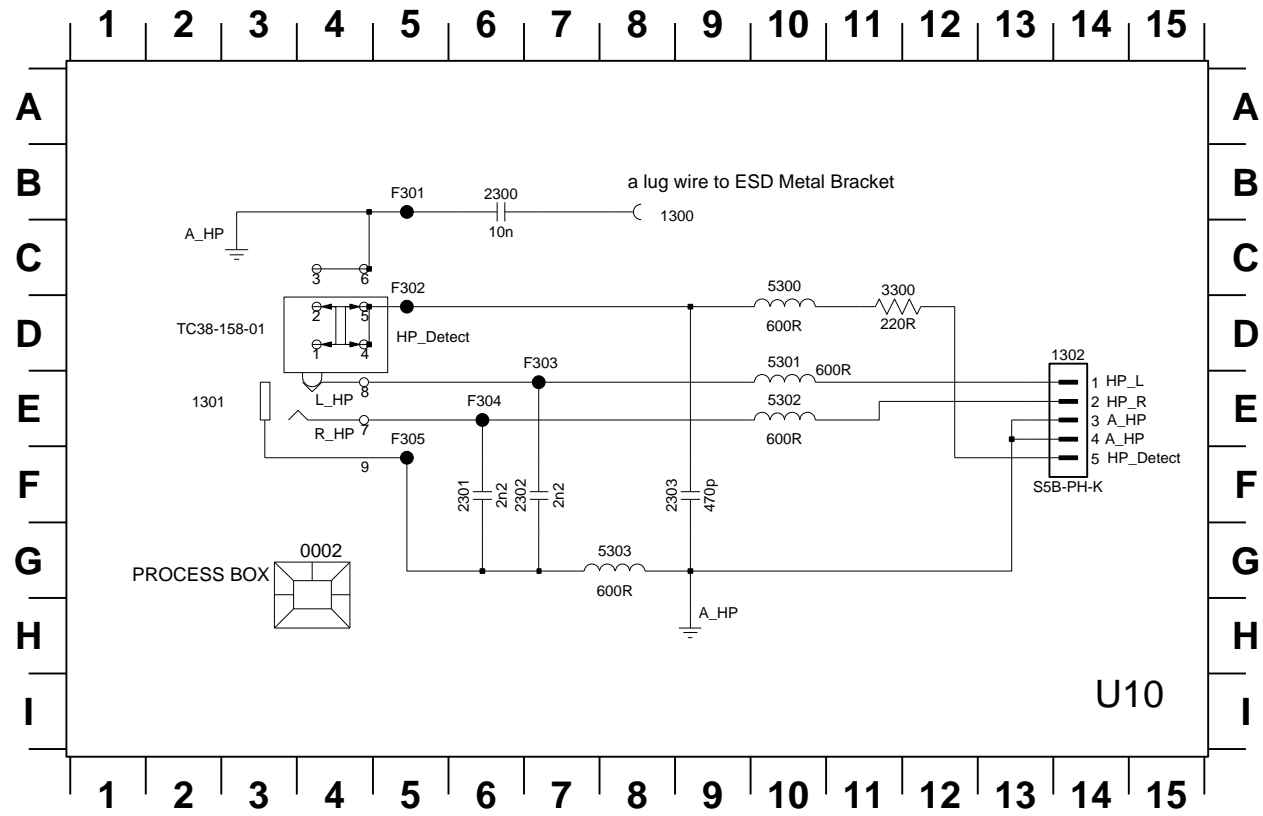 1 2 3 4 5 6 7 8 9 10 11 12 13 14 15
A A
B B
C C
D D
E E
F F
G G
H H
I I
F301
2300
10n
a lug wire to ESD Metal Bracket
1300
A_HP
3 6
F302
2 5
TC38-158-01
HP_Detect
1 4
5300
600R
3300
220R
F303
5301
600R
1302
8
L_HP
1301
F304
5302
600R
R_HP 7
F305
9
1 HP_L
2 HP_R
3 A_HP
4 A_HP
5 HP_Detect
S5B-PH-K
2301
2n2
2302
2n2
2303
470p
0002
PROCESS BOX
5303
600R
A_HP
U10
1 2 3 4 5 6 7 8 9 10 11 12 13 14 15